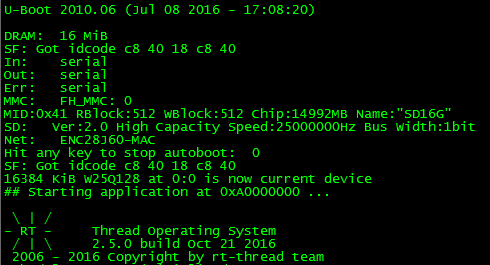 U-Boot 2010.06 (Jul 08 2016 - 17:08:20)
DRAM:  16 MiB
SF: Got idcode c8 40 18 c8 40
In:    serial
Out:   serial
Err:   serial
MMC:   FH_MMC: 0
MID:0x41 RBlock:512 WBlock:512 Chip:14992MB Name:"SD16G"
SD:   Ver:2.0 High Capacity Speed:25000000Hz Bus Width:1bit
Net:   ENC28J60-MAC
Hit any key to stop autoboot:  0
SF: Got idcode c8 40 18 c8 40
16384 KiB W25Q128 at 0:0 is now current device
## Starting application at 0xA0000000 ...
 \ | /
- RT -     Thread Operating System
 / | \     2.5.0 build Oct 21 2016
 2006 - 2016 Copyright by rt-thread team